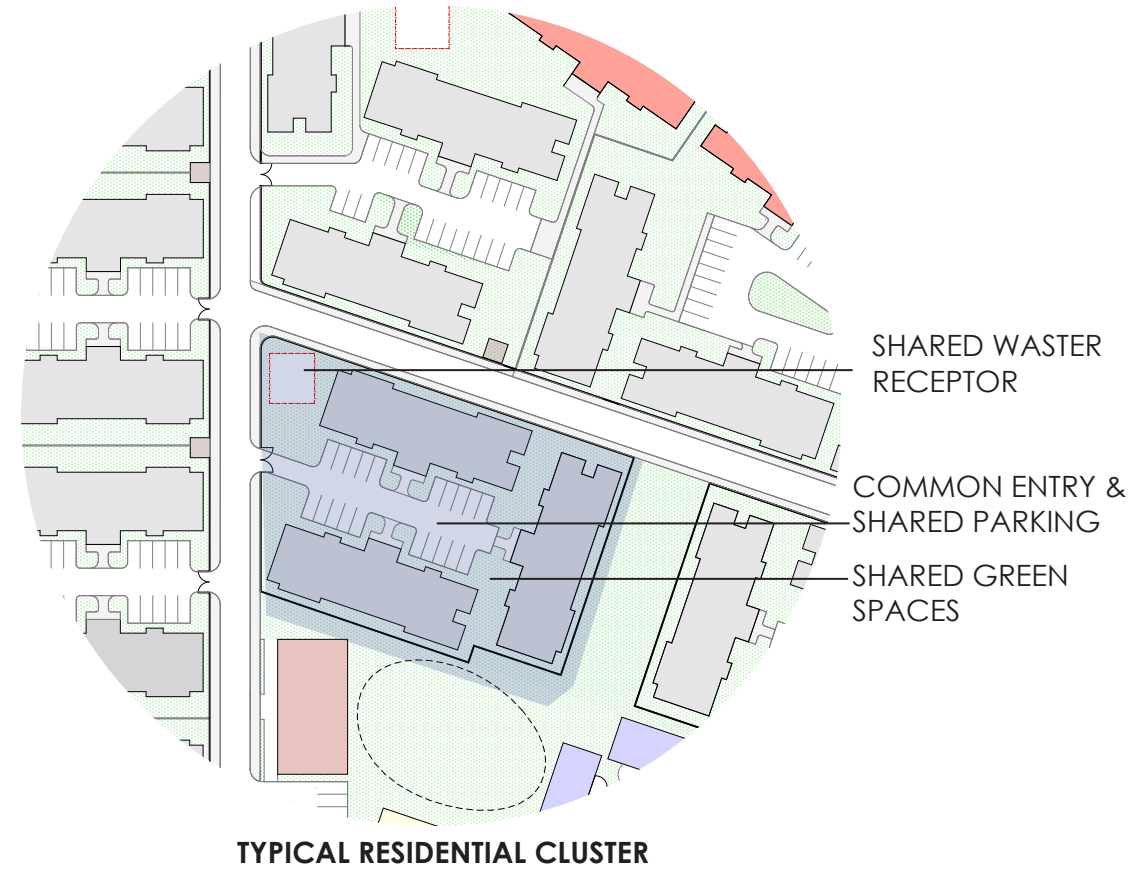 SHARED WASTER
RECEPTOR
COMMON ENTRY &
SHARED PARKING
SHARED GREEN
SPACES
TYPICAL RESIDENTIAL CLUSTER